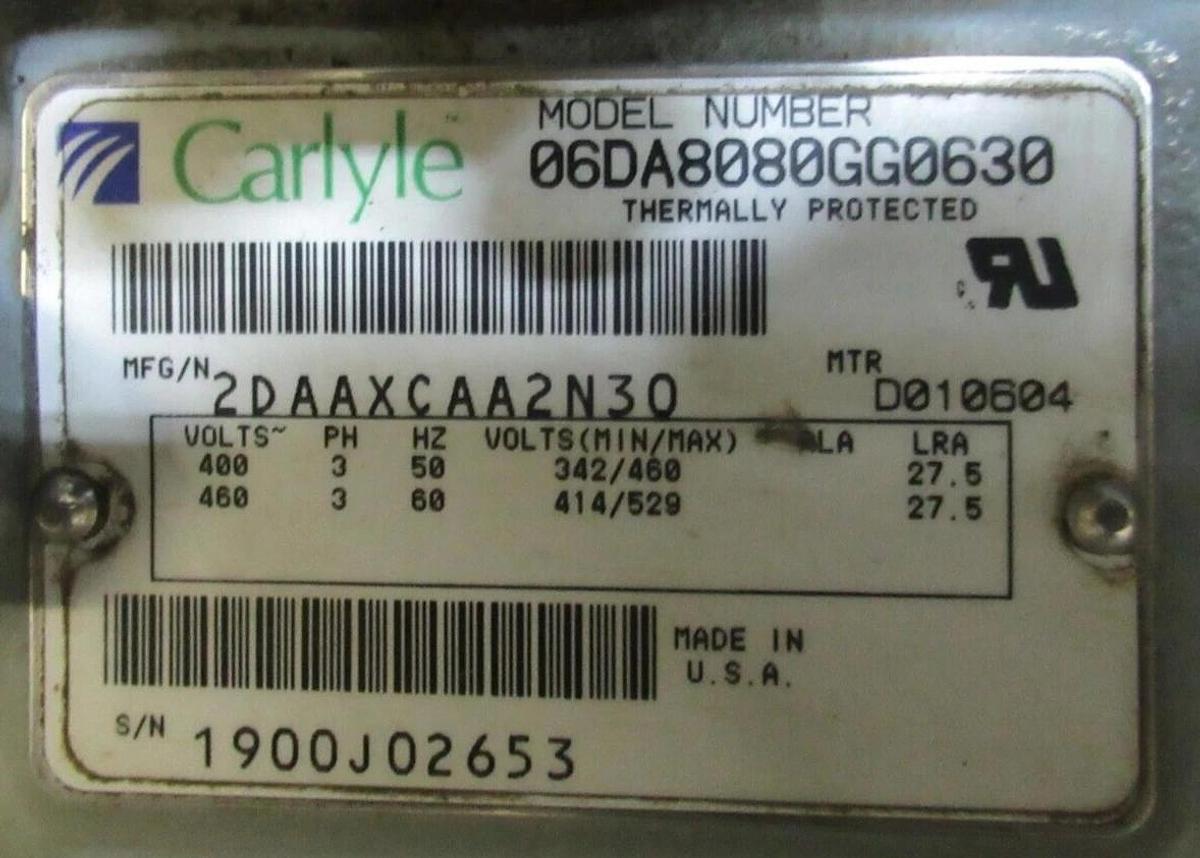 Carlyle™
MODEL NUMBER
06DA8080GG0630
THERMALLY PROTECTED
MFG/N 2DAAXCAA2N30
MTR D010604
VOLTS~ PH HZ VOLTS(MIN/MAX) LRA
400 3 50 342/460 27.5
460 3 60 414/529 27.5
MADE IN
U.S.A.
S/N 1900J02653